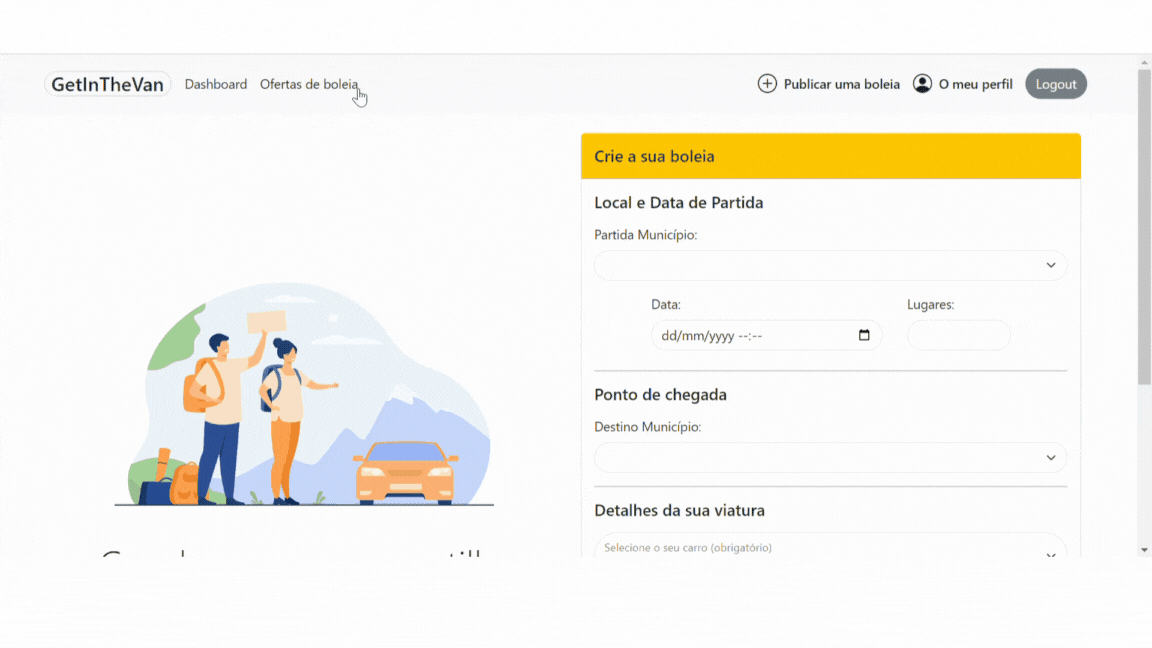 GetInTheVan Dashboard Ofertas de boleia Publicar uma boleia O meu perfil Logout
Crie a sua boleia
Local e Data de Partida
Partida Município:
Data: Lugares:
dd/mm/yyyy --:--
Ponto de chegada
Destino Município:
Detalhes da sua viatura
Selecione o seu carro (obrigatório)